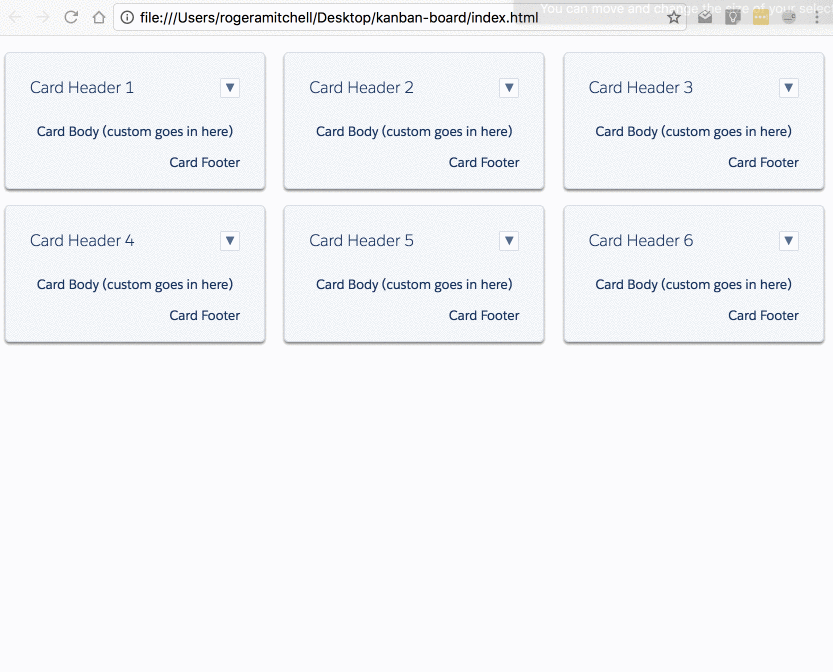 You can move and change the size of your selec
file:///Users/rogeramitchell/Desktop/kanban-board/index.html
Card Header 1 ▼
Card Body (custom goes in here)
Card Footer
Card Header 2 ▼
Card Body (custom goes in here)
Card Footer
Card Header 3 ▼
Card Body (custom goes in here)
Card Footer
Card Header 4 ▼
Card Body (custom goes in here)
Card Footer
Card Header 5 ▼
Card Body (custom goes in here)
Card Footer
Card Header 6 ▼
Card Body (custom goes in here)
Card Footer